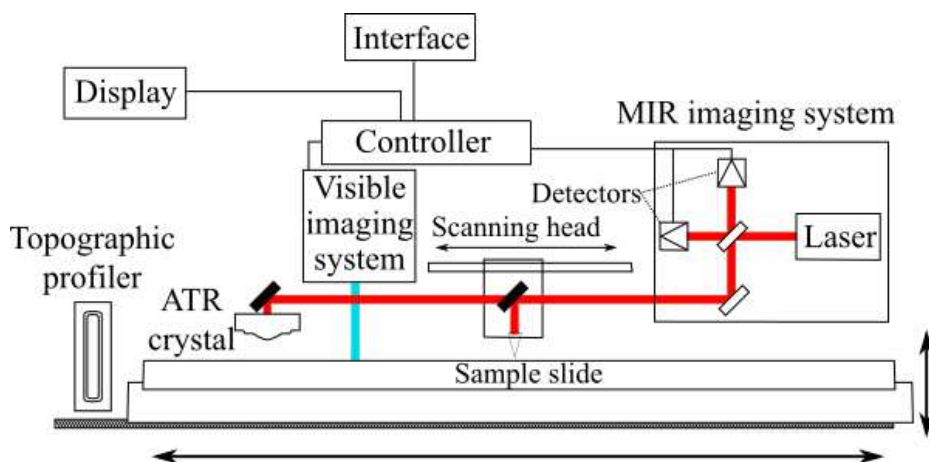 Interface
Display
Controller
MIR imaging system
Visible
imaging
system
Detectors
Laser
Scanning head
Topographic
profiler
ATR
crystal
Sample slide